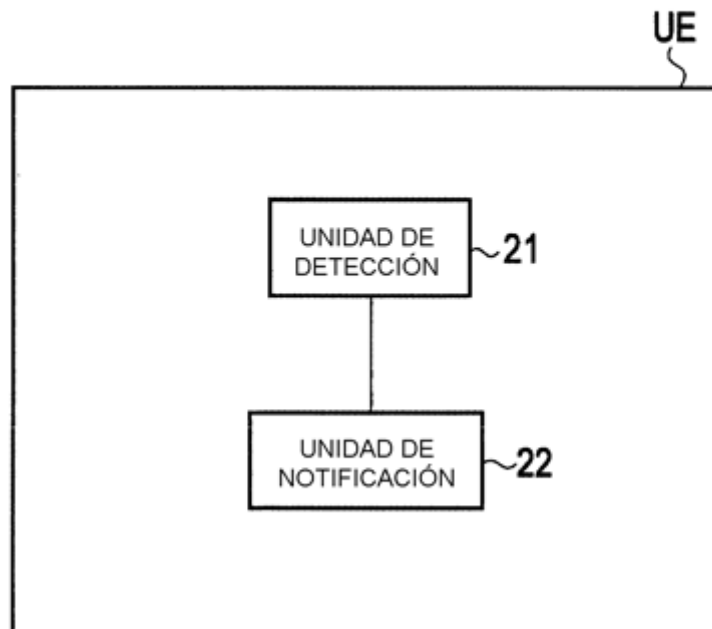 UE
UNIDAD DE
DETECCIÓN
21
UNIDAD DE
NOTIFICACIÓN
22